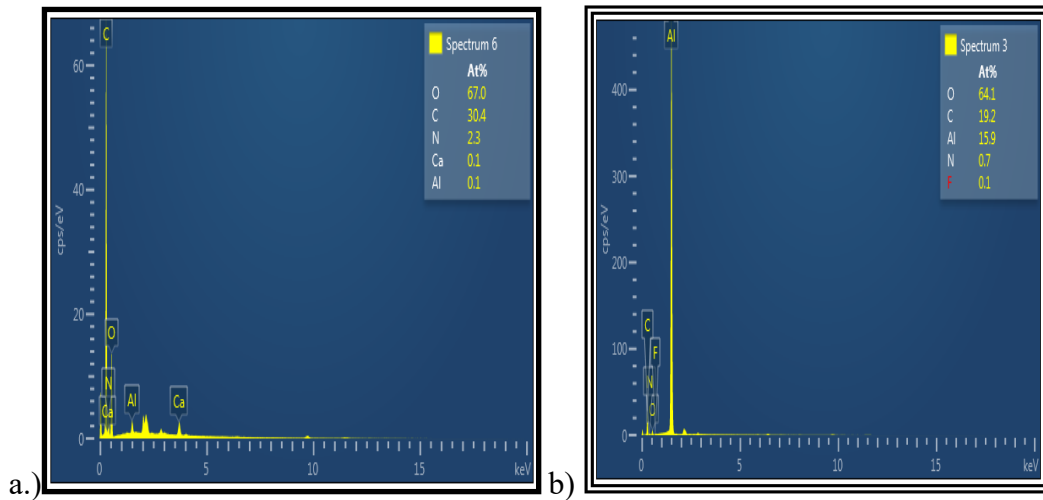 C
Spectrum 6
At%
O 67.0
C 30.4
N 2.3
Ca 0.1
Al 0.1
60
40
20
0
cps/eV
O
N
Ca
Al
Ca
0 5 10 15 keV
a.)
Al
Spectrum 3
At%
O 64.1
C 19.2
Al 15.9
N 0.7
F 0.1
400
300
200
100
0
cps/eV
C
F
N
O
0 5 10 15 keV
b)